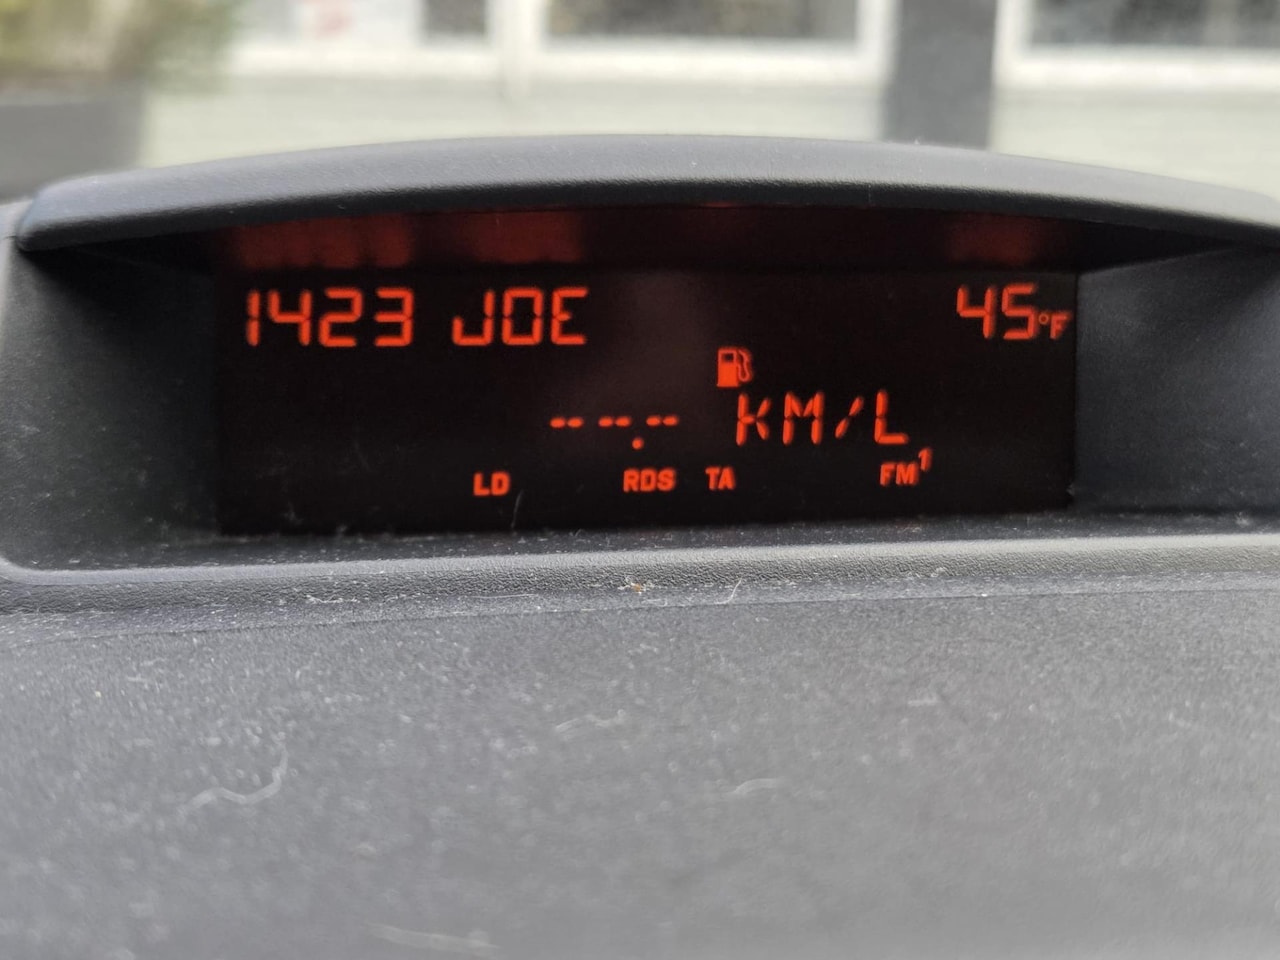 1423 JOE 45°F
-- --.-- KM/L
LD RDS TA FM1